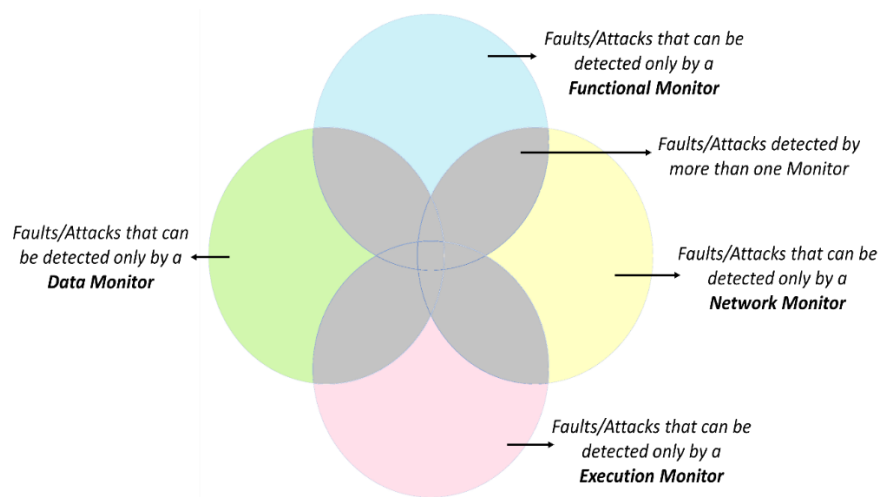 Faults/Attacks that can be
detected only by a
Functional Monitor
Faults/Attacks detected by
more than one Monitor
Faults/Attacks that can
be detected only by a
Data Monitor
Faults/Attacks that can be
detected only by a
Network Monitor
Faults/Attacks that can be
detected only by a
Execution Monitor